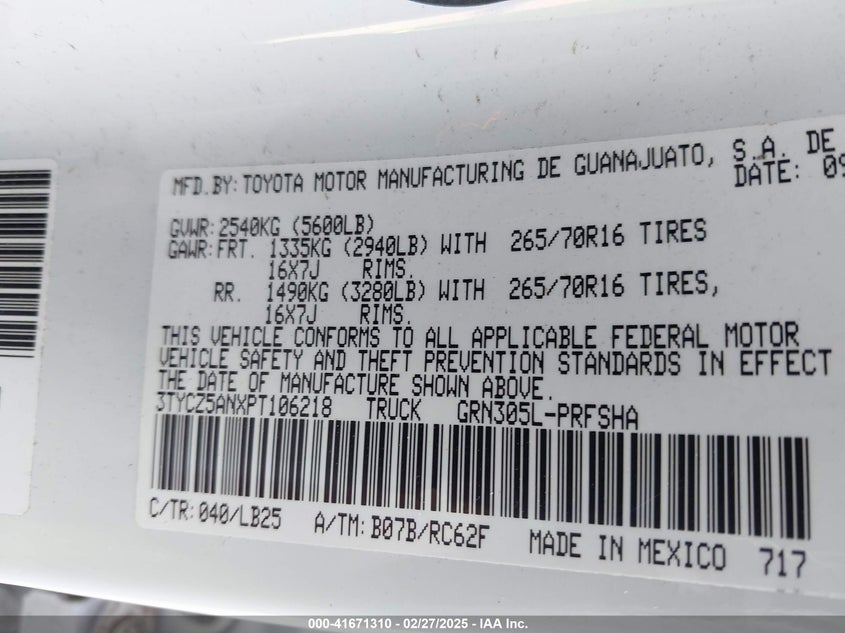 MFD.BY:TOYOTA MOTOR MANUFACTURING DE GUANAJUATO, S.A. DE
DATE: 09
GVWR:2540KG (5600LB)
GAWR:FRT. 1335KG (2940LB) WITH 265/70R16 TIRES
16X7J RIMS.
RR. 1490KG (3280LB) WITH 265/70R16 TIRES,
16X7J RIMS.
THIS VEHICLE CONFORMS TO ALL APPLICABLE FEDERAL MOTOR
VEHICLE SAFETY AND THEFT PREVENTION STANDARDS IN EFFECT
THE DATE OF MANUFACTURE SHOWN ABOVE.
3TYCZ5ANXPT106218 TRUCK GRN305L-PRFSHA
C/TR:040/LB25 A/TM:B07B/RC62F MADE IN MEXICO 717
000-41671310 | 02/27/2025 | IAA Inc.